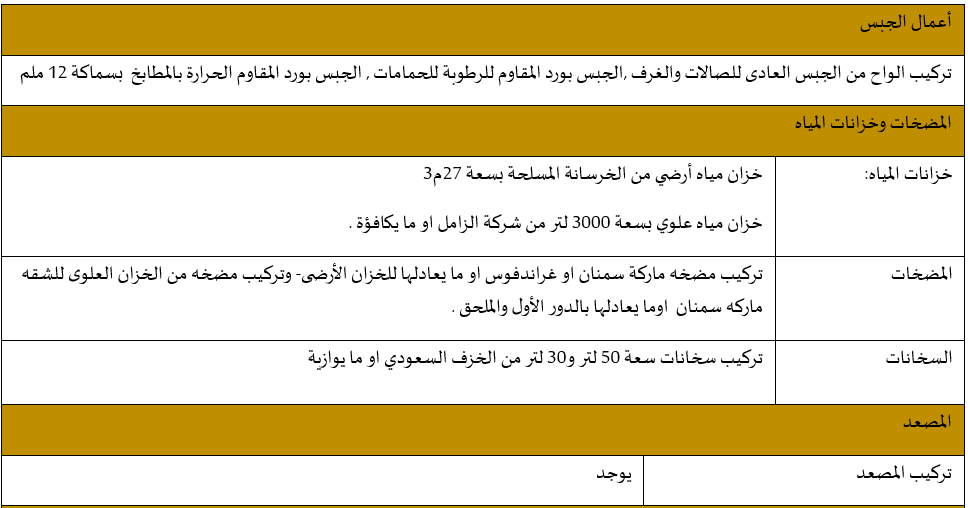 أعمال الجبس
تركيب الواح من الجبس العادى للصالات والغرف ,الجبس بورد المقاوم للرطوبة للحمامات , الجبس بورد المقاوم الحرارة بالمطابخ بسماكة 12 ملم
المضخات وخزانات المياه
خزانات المياه:
خزان مياه أرضي من الخرسانة المسلحة بسعة 27م3
خزان مياه علوي بسعة 3000 لتر من شركة الزامل او ما يكافؤة .
المضخات
تركيب مضخه ماركة سمنان او غراندفوس او ما يعادلها للخزان الأرضى- وتركيب مضخه من الخزان العلوى للشقه
ماركه سمنان اوما يعادلها بالدور الأول والملحق .
السخانات
تركيب سخانات سعة 50 لتر و30 لتر من الخزف السعودي او ما يوازية
المصعد
تركيب المصعد
يوجد